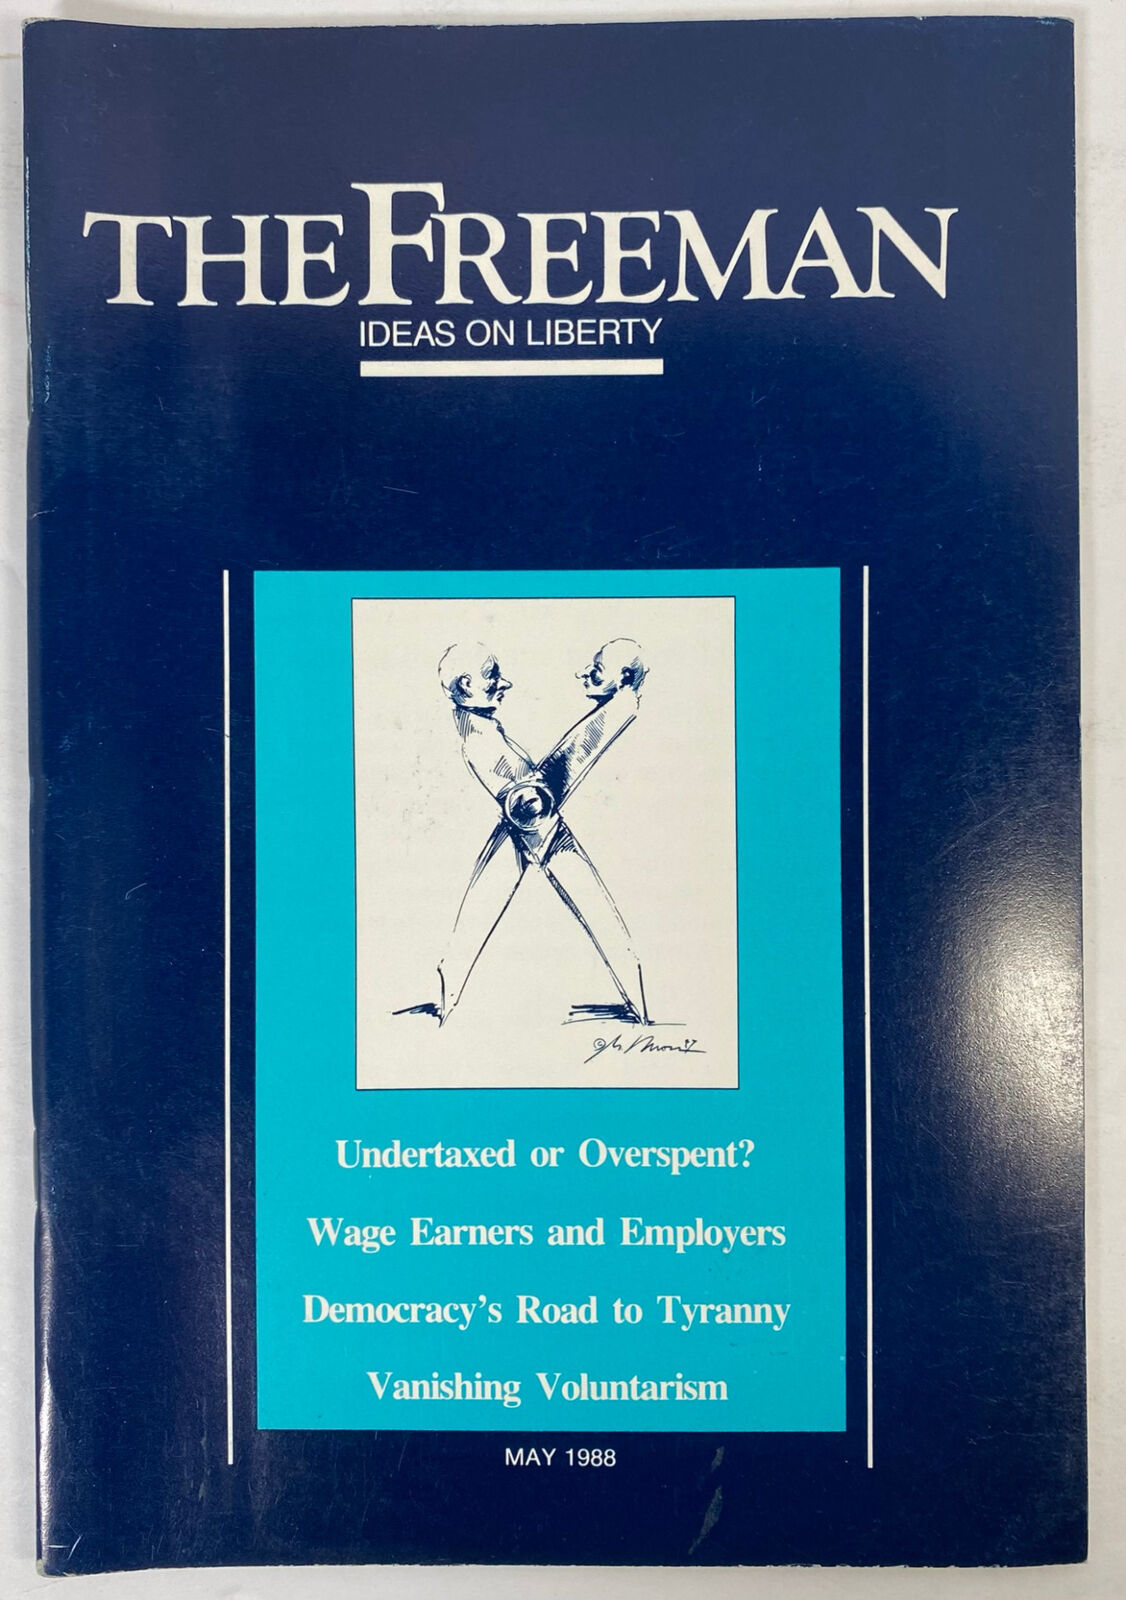 THE FREEMAN
IDEAS ON LIBERTY
Undertaxed or Overspent?
Wage Earners and Employers
Democracy's Road to Tyranny
Vanishing Voluntarism
MAY 1988